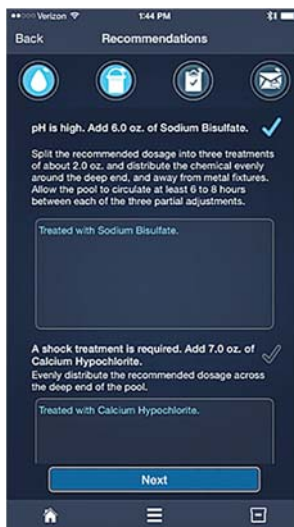 Verizon 1:44 PM
Back Recommendations
pH is high. Add 6.0 oz. of Sodium Bisulfate.
Split the recommended dosage into three treatments
of about 2.0 oz, and distribute the chemical evenly
around the deep end, and away from metal fixtures.
Allow the pool to circulate at least 6 to 8 hours
between each of the three partial adjustments.
Treated with Sodium Bisulfate.
A shock treatment is required. Add 7.0 oz. of
Calcium Hypochlorite.
Evenly distribute the recommended dosage across
the deep end of the pool.
Treated with Calcium Hypochlorite.
Next